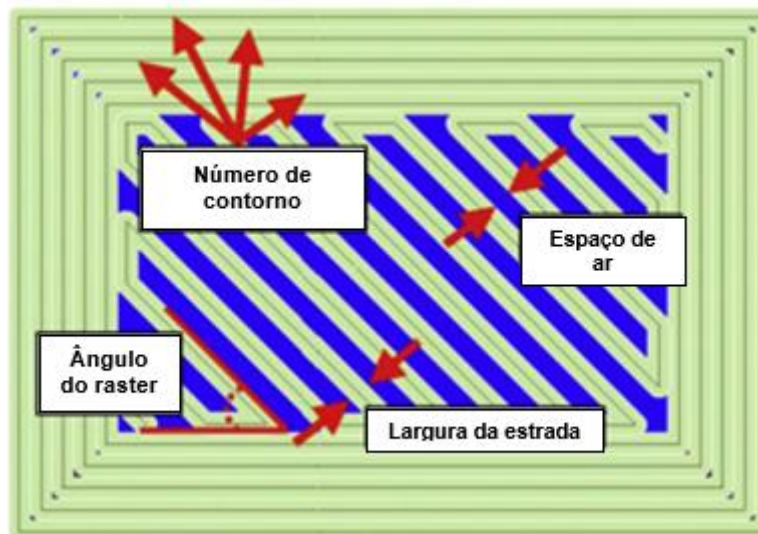 Número de
contorno
Espaço de
ar
Ângulo
do raster
Largura da estrada